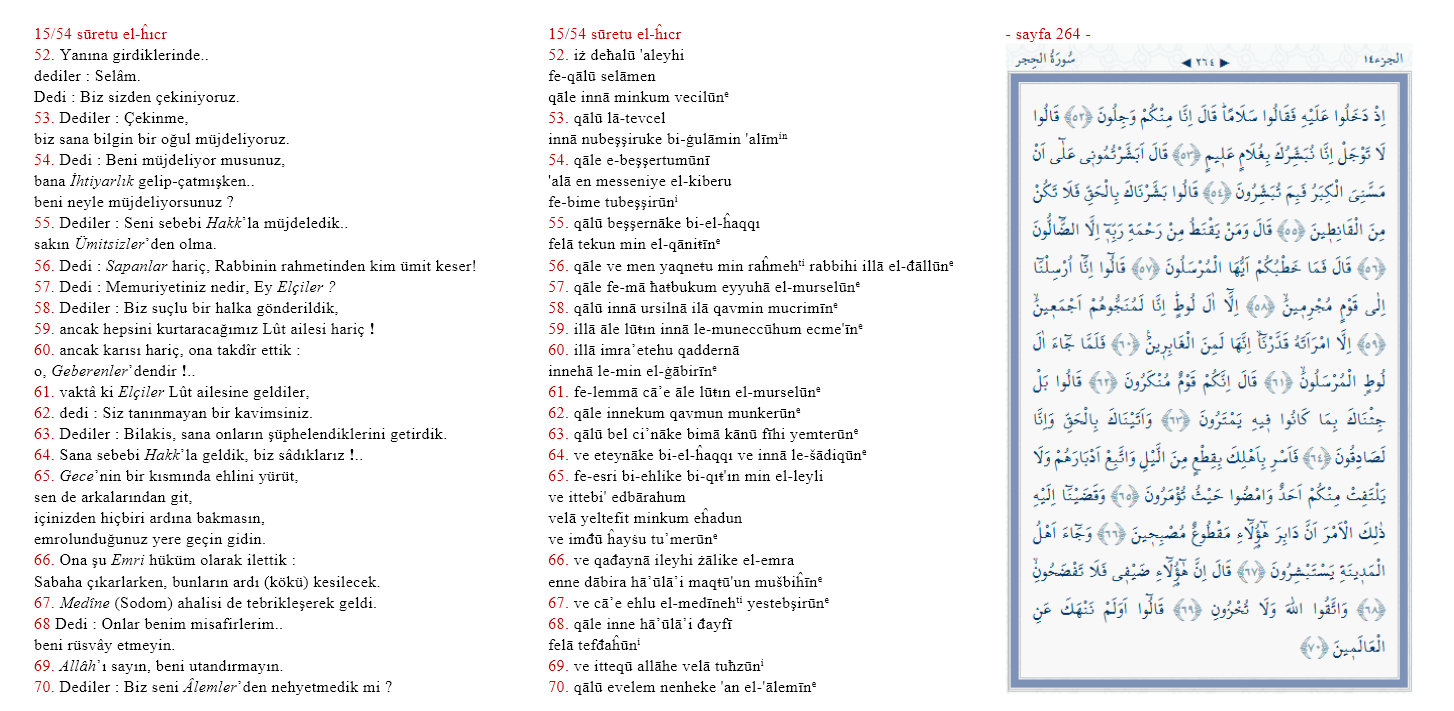 15/54 sūretu el-ĥıcr
52. Yanına girdiklerinde..
dediler : Selâm.
Dedi : Biz sizden çekiniyoruz.
53. Dediler : Çekinme,
biz sana bilgin bir oğul müjdeliyoruz.
54. Dedi : Beni müjdeliyor musunuz,
bana İhtiyarlık gelip-çatmışken..
beni neyle müjdeliyorsunuz ?
55. Dediler : Seni sebebi Hakk’la müjdeledik..
sakın Ümitsizler’den olma.
56. Dedi : Sapanlar hariç, Rabbinin rahmetinden kim ümit keser!
57. Dedi : Memuriyetiniz nedir, Ey Elçiler ?
58. Dediler : Biz suçlu bir halka gönderildik,
59. ancak hepsini kurtaracağımız Lût ailesi hariç !
60. ancak karısı hariç, ona takdîr ettik :
o, Geberenler’dendir !..
61. vaktâ ki Elçiler Lût ailesine geldiler,
62. dedi : Siz tanınmayan bir kavimsiniz.
63. Dediler : Bilakis, sana onların şüphelendiklerini getirdik.
64. Sana sebebi Hakk’la geldik, biz sâdıklarız !..
65. Gece’nin bir kısmında ehlini yürüt,
sen de arkalarından git,
içinizden hiçbiri ardına bakmasın,
emrolunduğunuz yere geçin gidin.
66. Ona şu Emri hüküm olarak ilettik :
Sabaha çıkarlarken, bunların ardı (kökü) kesilecek.
67. Medîne (Sodom) ahalisi de tebrikleşerek geldi.
68 Dedi : Onlar benim misafirlerim..
beni rüsvây etmeyin.
69. Allâh’ı sayın, beni utandırmayın.
70. Dediler : Biz seni Âlemler’den nehyetmedik mi ?
15/54 sūretu el-ĥıcr
52. iż deħalū 'aleyhi
fe-qālū selāmen
qāle innā minkum vecilūnᵉ
53. qālū lā-tevcel
innā nubeşşiruke bi-ġulāmin 'alīmⁱⁿ
54. qāle e-beşşertumūnī
'alā en messeniye el-kiberu
fe-bime tubeşşirūnⁱ
55. qālū beşşernāke bi-el-ĥaqqı
felā tekun min el-qāniŧīnᵉ
56. qāle ve men yaqneŧu min raĥmehᵗⁱ rabbihi illā el-đāllūnᵉ
57. qāle fe-mā ħaŧbukum eyyuhā el-murselūnᵉ
58. qālū innā ursilnā ilā qavmin mucrimīnᵉ
59. illā āle lūŧın innā le-muneccūhum ecme'īnᵉ
60. illā imra’etehu qaddernā
innehā le-min el-ġābirīnᵉ
61. fe-lemmā cā’e āle lūŧın el-murselūnᵉ
62. qāle innekum qavmun munkerūnᵉ
63. qālū bel ci’nāke bimā kānū fīhi yemterūnᵉ
64. ve eteynāke bi-el-ĥaqqı ve innā le-šādiqūnᵉ
65. fe-esri bi-ehlike bi-qıŧ'ın min el-leyli
ve ittebi' edbārahum
velā yeltefit minkum eĥadun
ve imđū ĥayśu tu’merūnᵉ
66. ve qađaynā ileyhi żālike el-emra
enne dābira hā’ūlā’i maqŧū'un mušbiĥīnᵉ
67. ve cā’e ehlu el-medīnehᵗⁱ yestebşirūnᵉ
68. qāle inne hā’ūlā’i đayfī
felā tefđaĥūnⁱ
69. ve itteqū allāhe velā tuħzūnⁱ
70. qālū evelem nenheke 'an el-'ālemīnᵉ
- sayfa 264 -
الجزء١٤ ◀ ٢٦٤ ▶ سُورَةُ الحِجر
اِذْ دَخَلُوا عَلَيْهِ فَقَالُوا سَلَامًاۜ قَالَ اِنَّا مِنْكُمْ وَجِلُونَ ﴿٥٢﴾ قَالُوا
لَا تَوْجَلْ اِنَّا نُبَشِّرُكَ بِغُلَامٍ عَلٖيمٍ ﴿٥٣﴾ قَالَ اَبَشَّرْتُمُونٖى عَلٰٓى اَنْ
مَسَّنِىَ الْكِبَرُ فَبِمَ تُبَشِّرُونَ ﴿٥٤﴾ قَالُوا بَشَّرْنَاكَ بِالْحَقِّ فَلَا تَكُنْ
مِنَ الْقَانِطٖينَ ﴿٥٥﴾ قَالَ وَمَنْ يَقْنَطُ مِنْ رَحْمَةِ رَبِّهٖٓ اِلَّا الضَّٓالُّونَ
﴿٥٦﴾ قَالَ فَمَا خَطْبُكُمْ اَيُّهَا الْمُرْسَلُونَ ﴿٥٧﴾ قَالُٓوا اِنَّٓا اُرْسِلْنَٓا
اِلٰى قَوْمٍ مُجْرِمٖينَۙ ﴿٥٨﴾ اِلَّٓا اٰلَ لُوطٍۜ اِنَّا لَمُنَجُّوهُمْ اَجْمَعٖينَۙ
﴿٥٩﴾ اِلَّا امْرَاَتَهُ قَدَّرْنَٓاۙ اِنَّهَا لَمِنَ الْغَابِرٖينَ۟ ﴿٦٠﴾ فَلَمَّا جَٓاءَ اٰلَ
لُوطٍ الْمُرْسَلُونَۙ ﴿٦١﴾ قَالَ اِنَّكُمْ قَوْمٌ مُنْكَرُونَ ﴿٦٢﴾ قَالُوا بَلْ
جِئْنَاكَ بِمَا كَانُوا فٖيهِ يَمْتَرُونَ ﴿٦٣﴾ وَاَتَيْنَاكَ بِالْحَقِّ وَاِنَّا
لَصَادِقُونَ ﴿٦٤﴾ فَاَسْرِ بِاَهْلِكَ بِقِطْعٍ مِنَ الَّيْلِ وَاتَّبِعْ اَدْبَارَهُمْ وَلَا
يَلْتَفِتْ مِنْكُمْ اَحَدٌ وَامْضُوا حَيْثُ تُؤْمَرُونَ ﴿٦٥﴾ وَقَضَيْنَٓا اِلَيْهِ
ذٰلِكَ الْاَمْرَ اَنَّ دَابِرَ هٰٓؤُ۬لَٓاءِ مَقْطُوعٌ مُصْبِحٖينَ ﴿٦٦﴾ وَجَٓاءَ اَهْلُ
الْمَدٖينَةِ يَسْتَبْشِرُونَ ﴿٦٧﴾ قَالَ اِنَّ هٰٓؤُ۬لَٓاءِ ضَيْفٖى فَلَا تَفْضَحُونِۙ
﴿٦٨﴾ وَاتَّقُوا اللّٰهَ وَلَا تُخْزُونِ ﴿٦٩﴾ قَالُٓوا اَوَلَمْ نَنْهَكَ عَنِ
الْعَالَمٖينَ ﴿٧٠﴾